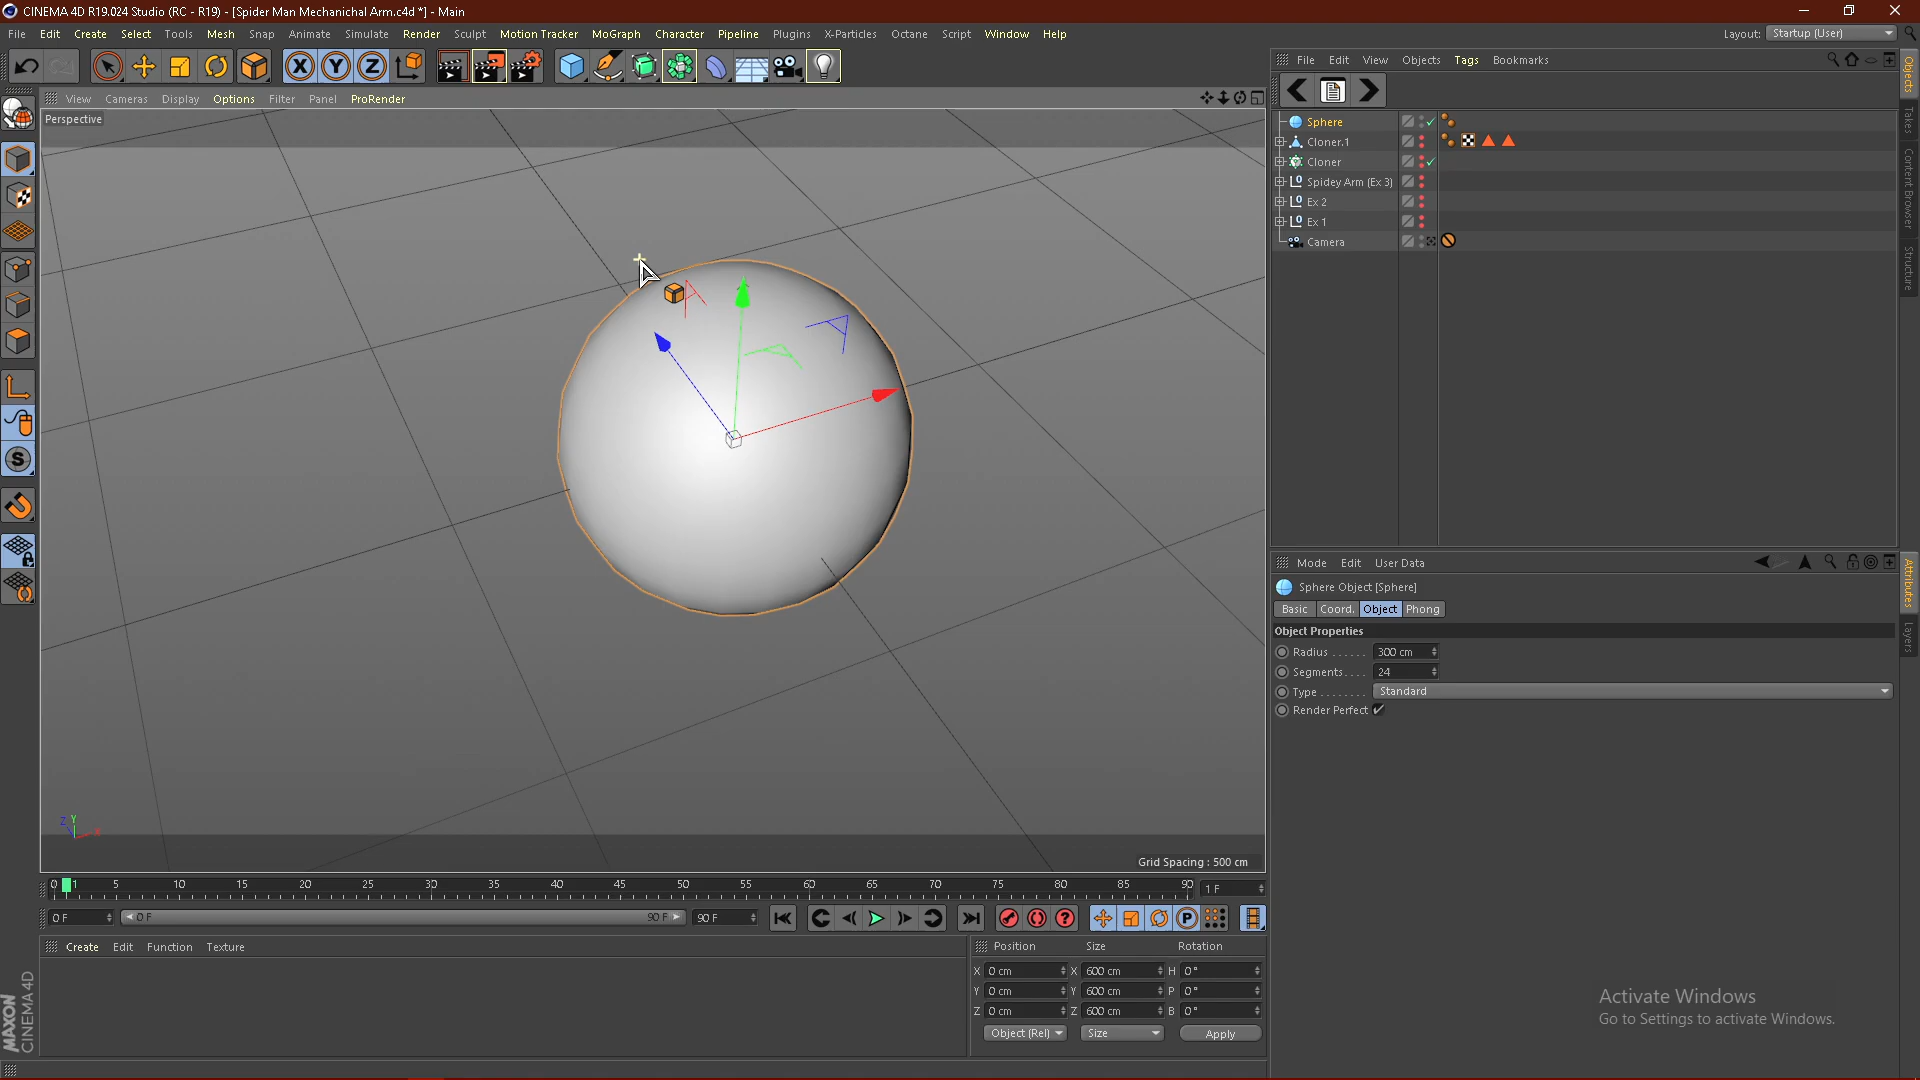 CINEMA 4D R19.024 Studio (RC - R19) - [Spider Man Mechanichal Arm.c4d *] - Main
File Edit Create Select Tools Mesh Snap Animate Simulate Render Sculpt Motion Tracker MoGraph Character Pipeline Plugins X-Particles Octane Script Window Help
Layout: Startup (User)
X Y Z
File Edit View Objects Tags Bookmarks
View Cameras Display Options Filter Panel ProRender
Perspective
Sphere
Cloner.1
Cloner
Spidey Arm (Ex 3)
Ex 2
Ex 1
Camera
Objects
Takes
Content Browser
Structure
Mode Edit User Data
Sphere Object [Sphere]
Basic Coord. Object Phong
Object Properties
Radius . . . . . . 300 cm
Segments. . . . 24
Type . . . . . . . . Standard
Render Perfect
Attributes
Layers
S
Z Y X
Grid Spacing : 500 cm
0 1 5 10 15 20 25 30 35 40 45 50 55 60 65 70 75 80 85 90 1 F
0 F 0 F 90 F 90 F
P
Create Edit Function Texture
Position Size Rotation
X 0 cm X 600 cm H 0°
Y 0 cm Y 600 cm P 0°
Z 0 cm Z 600 cm B 0°
Object (Rel) Size Apply
MAXON
CINEMA 4D
Activate Windows
Go to Settings to activate Windows.